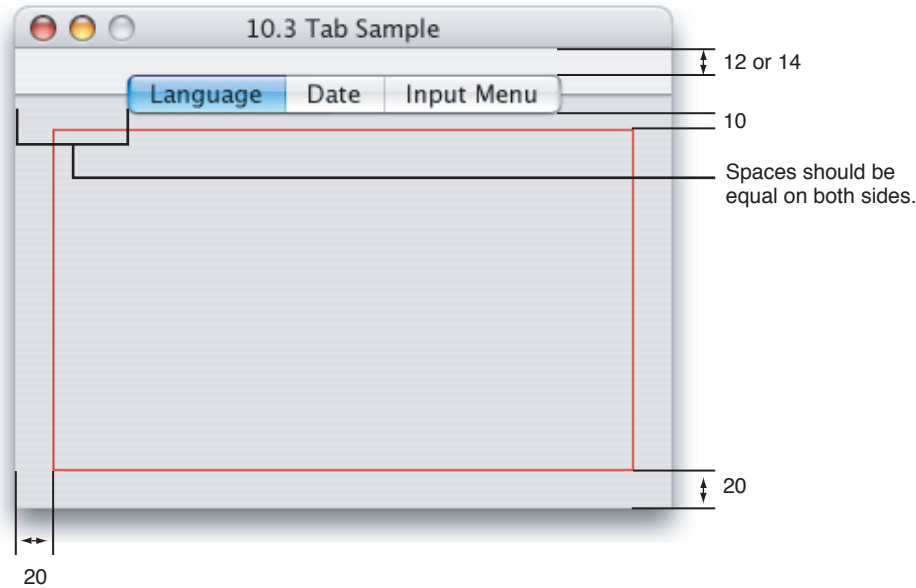 10.3 Tab Sample
12 or 14
Language Date Input Menu
10
Spaces should be
equal on both sides.
20
20